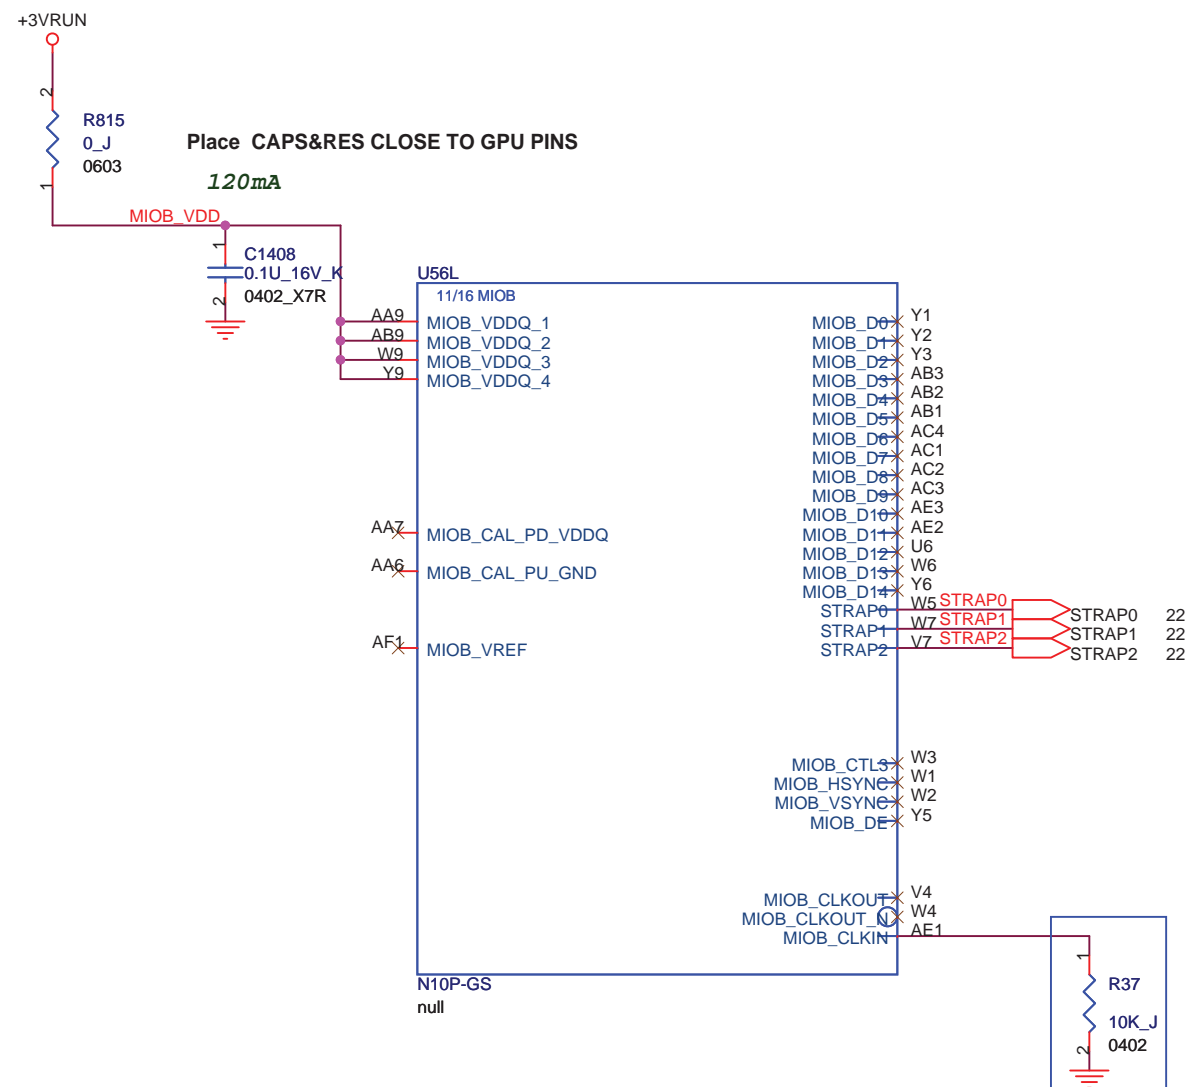 +3VRUN
2
R815
0_J
0603
1
Place CAPS&RES CLOSE TO GPU PINS
120mA
MIOB_VDD
1
C1408
0.1U_16V_K
0402_X7R
2
U56L
11/16 MIOB
AA9 MIOB_VDDQ_1
AB9 MIOB_VDDQ_2
W9 MIOB_VDDQ_3
Y9 MIOB_VDDQ_4
AA7 MIOB_CAL_PD_VDDQ
AA6 MIOB_CAL_PU_GND
AF1 MIOB_VREF
MIOB_D0 Y1
MIOB_D1 Y2
MIOB_D2 Y3
MIOB_D3 AB3
MIOB_D4 AB2
MIOB_D5 AB1
MIOB_D6 AC4
MIOB_D7 AC1
MIOB_D8 AC2
MIOB_D9 AC3
MIOB_D10 AE3
MIOB_D11 AE2
MIOB_D12 U6
MIOB_D13 W6
MIOB_D14 Y6
STRAP0 W5 STRAP0 STRAP0 22
STRAP1 W7 STRAP1 STRAP1 22
STRAP2 V7 STRAP2 STRAP2 22
MIOB_CTL3 W3
MIOB_HSYNC W1
MIOB_VSYNC W2
MIOB_DE Y5
MIOB_CLKOUT V4
MIOB_CLKOUT_N W4
MIOB_CLKIN AE1
N10P-GS
null
1
R37
10K_J
0402
2